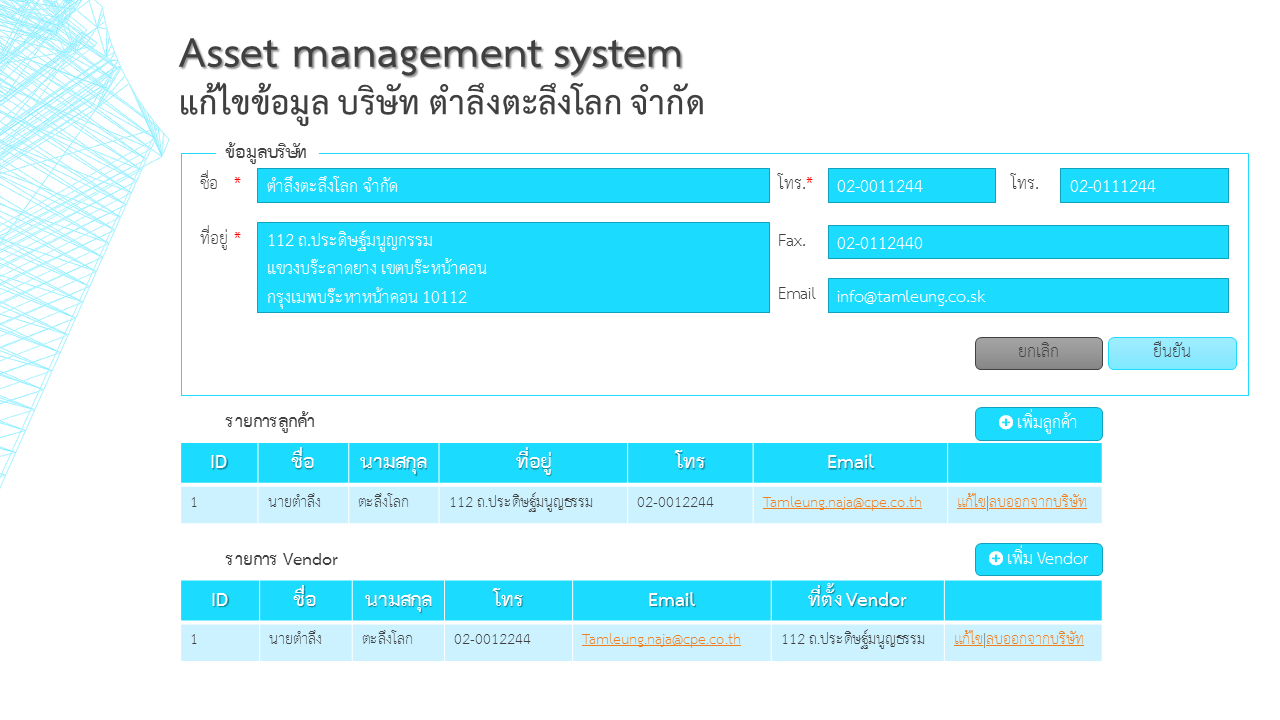 Asset management system
แก้ไขข้อมูล บริษัท ตำลึงตะลึงโลก จำกัด
ข้อมูลบริษัท
ชื่อ * ตำลึงตะลึงโลก จำกัด โทร.* 02-0011244 โทร. 02-0111244
ที่อยู่ * 112 ถ.ประดิษฐ์มนูญกรรม
แขวงบร๊ะลาดยาง เขตบร๊ะหน้าคอน
กรุงเมพบร๊ะหาหน้าคอน 10112
Fax. 02-0112440
Email info@tamleung.co.sk
ยกเลิก ยืนยัน
รายการลูกค้า เพิ่มลูกค้า
ID ชื่อ นามสกุล ที่อยู่ โทร Email
1 นายตำลึง ตะลึงโลก 112 ถ.ประดิษฐ์มนูญธรรม 02-0012244 Tamleung.naja@cpe.co.th แก้ไข|ลบออกจากบริษัท
รายการ Vendor เพิ่ม Vendor
ID ชื่อ นามสกุล โทร Email ที่ตั้ง Vendor
1 นายตำลึง ตะลึงโลก 02-0012244 Tamleung.naja@cpe.co.th 112 ถ.ประดิษฐ์มนูญธรรม แก้ไข|ลบออกจากบริษัท